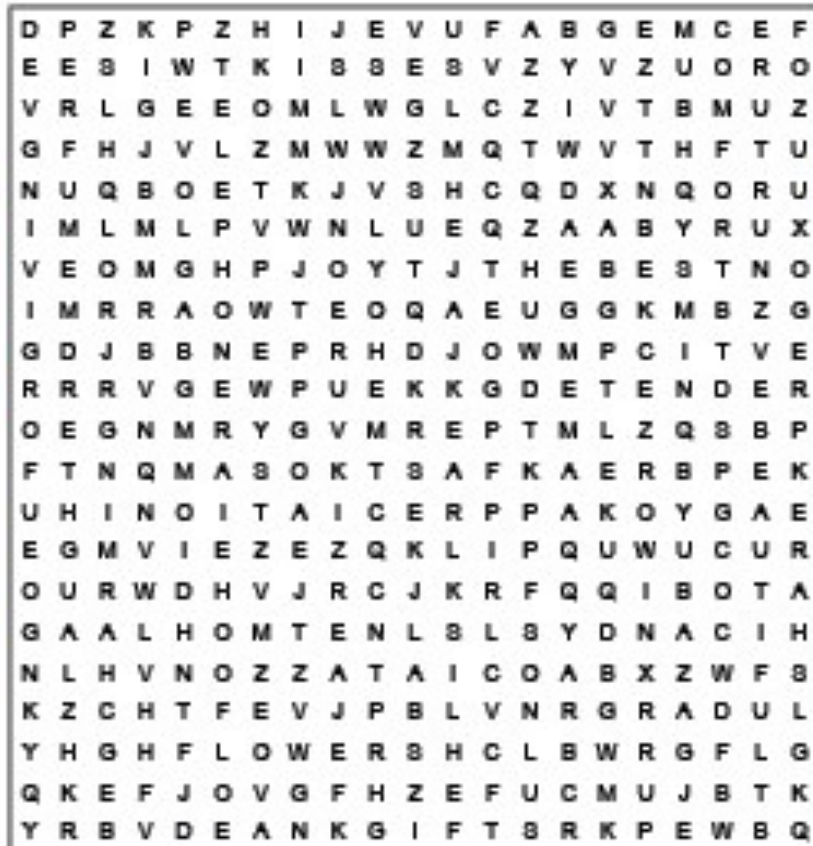 D P Z K P Z H I J E V U F A B G E M C E F
E E S I W T K I S S E S V Z Y V Z U O R O
V R L G E E O M L W G L C Z I V T B M U Z
G F H J V L Z M W W Z M Q T W V T H F T U
N U Q B O E T K J V S H C Q D X N Q O R U
I M L M L P V W N L U E Q Z A A B Y R U X
V E O M G H P J O Y T J T H E B E S T N O
I M R R A O W T E O Q A E U G G K M B Z G
G D J B B N E P R H D J O W M P C I T V E
R R R V G E W P U E K K G D E T E N D E R
O E G N M R Y G V M R E P T M L Z Q S B P
F T N Q M A S O K T S A F K A E R B P E K
U H I N O I T A I C E R P P A K O Y G A E
E G M V I E Z E Z Q K L I P Q U W U C U R
O U R W D H V J R C J K R F Q Q I B O T A
G A A L H O M T E N L S L S Y D N A C I H
N L H V N O Z Z A T A I C O A B X Z W F S
K Z C H T F E V J P B L V N R G R A D U L
Y H G H F L O W E R S H C L B W R G F L G
Q K E F J O V G F H Z E F U C M U J B T K
Y R B V D E A N K G I F T S R K P E W B Q